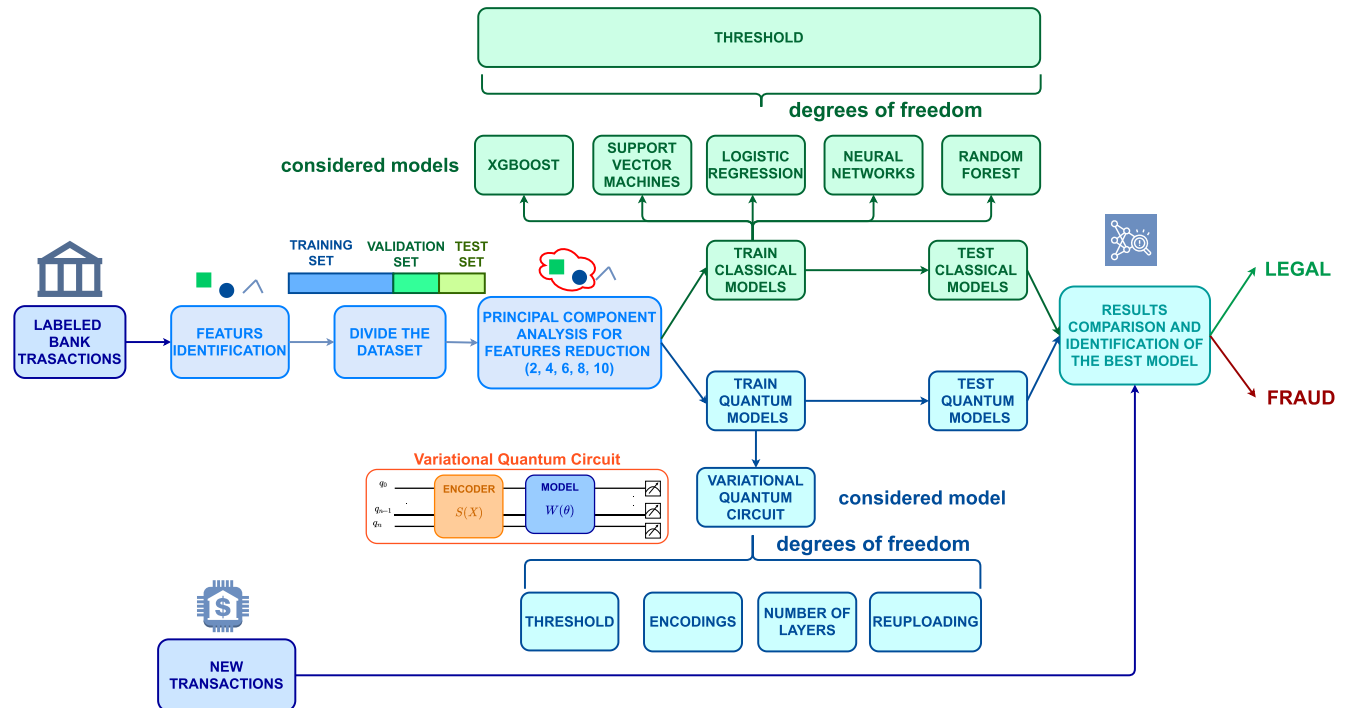 THRESHOLD
degrees of freedom
considered models
XGBOOST
SUPPORT
VECTOR
MACHINES
LOGISTIC
REGRESSION
NEURAL
NETWORKS
RANDOM
FOREST
TRAINING
SET
VALIDATION
SET
TEST
SET
LABELED
BANK
TRASACTIONS
FEATURS
IDENTIFICATION
DIVIDE THE
DATASET
PRINCIPAL COMPONENT
ANALYSIS FOR
FEATURES REDUCTION
(2, 4, 6, 8, 10)
TRAIN
CLASSICAL
MODELS
TEST
CLASSICAL
MODELS
TRAIN
QUANTUM
MODELS
TEST
QUANTUM
MODELS
RESULTS
COMPARISON AND
IDENTIFICATION OF
THE BEST MODEL
LEGAL
FRAUD
Variational Quantum Circuit
q0
qn−1
qn
ENCODER
S(X)
MODEL
W(θ)
VARIATIONAL
QUANTUM
CIRCUIT
considered model
degrees of freedom
THRESHOLD
ENCODINGS
NUMBER OF
LAYERS
REUPLOADING
$
NEW
TRANSACTIONS